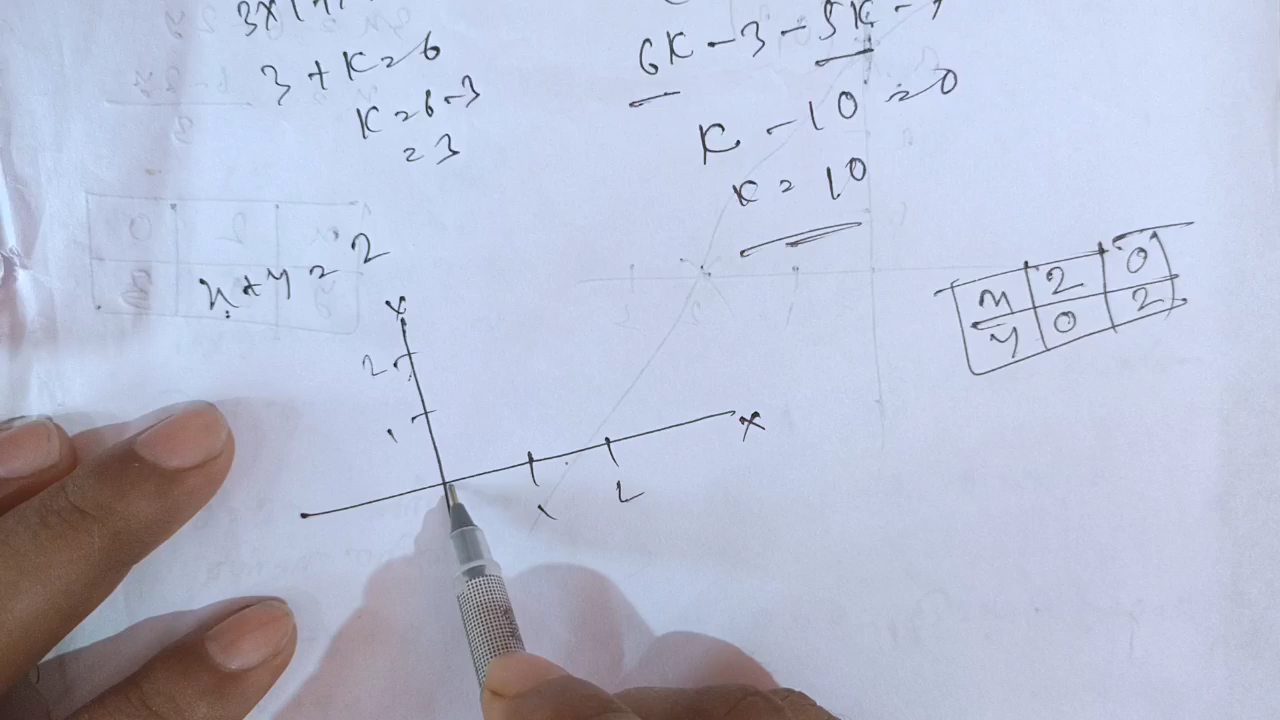 3 + K = 6
K = 6 - 3
= 3
6K - 3 - 5K - 7
K - 10 = 0
K = 10
x + y = 2
x 2 0
y 0 2
2
1
X
1
2